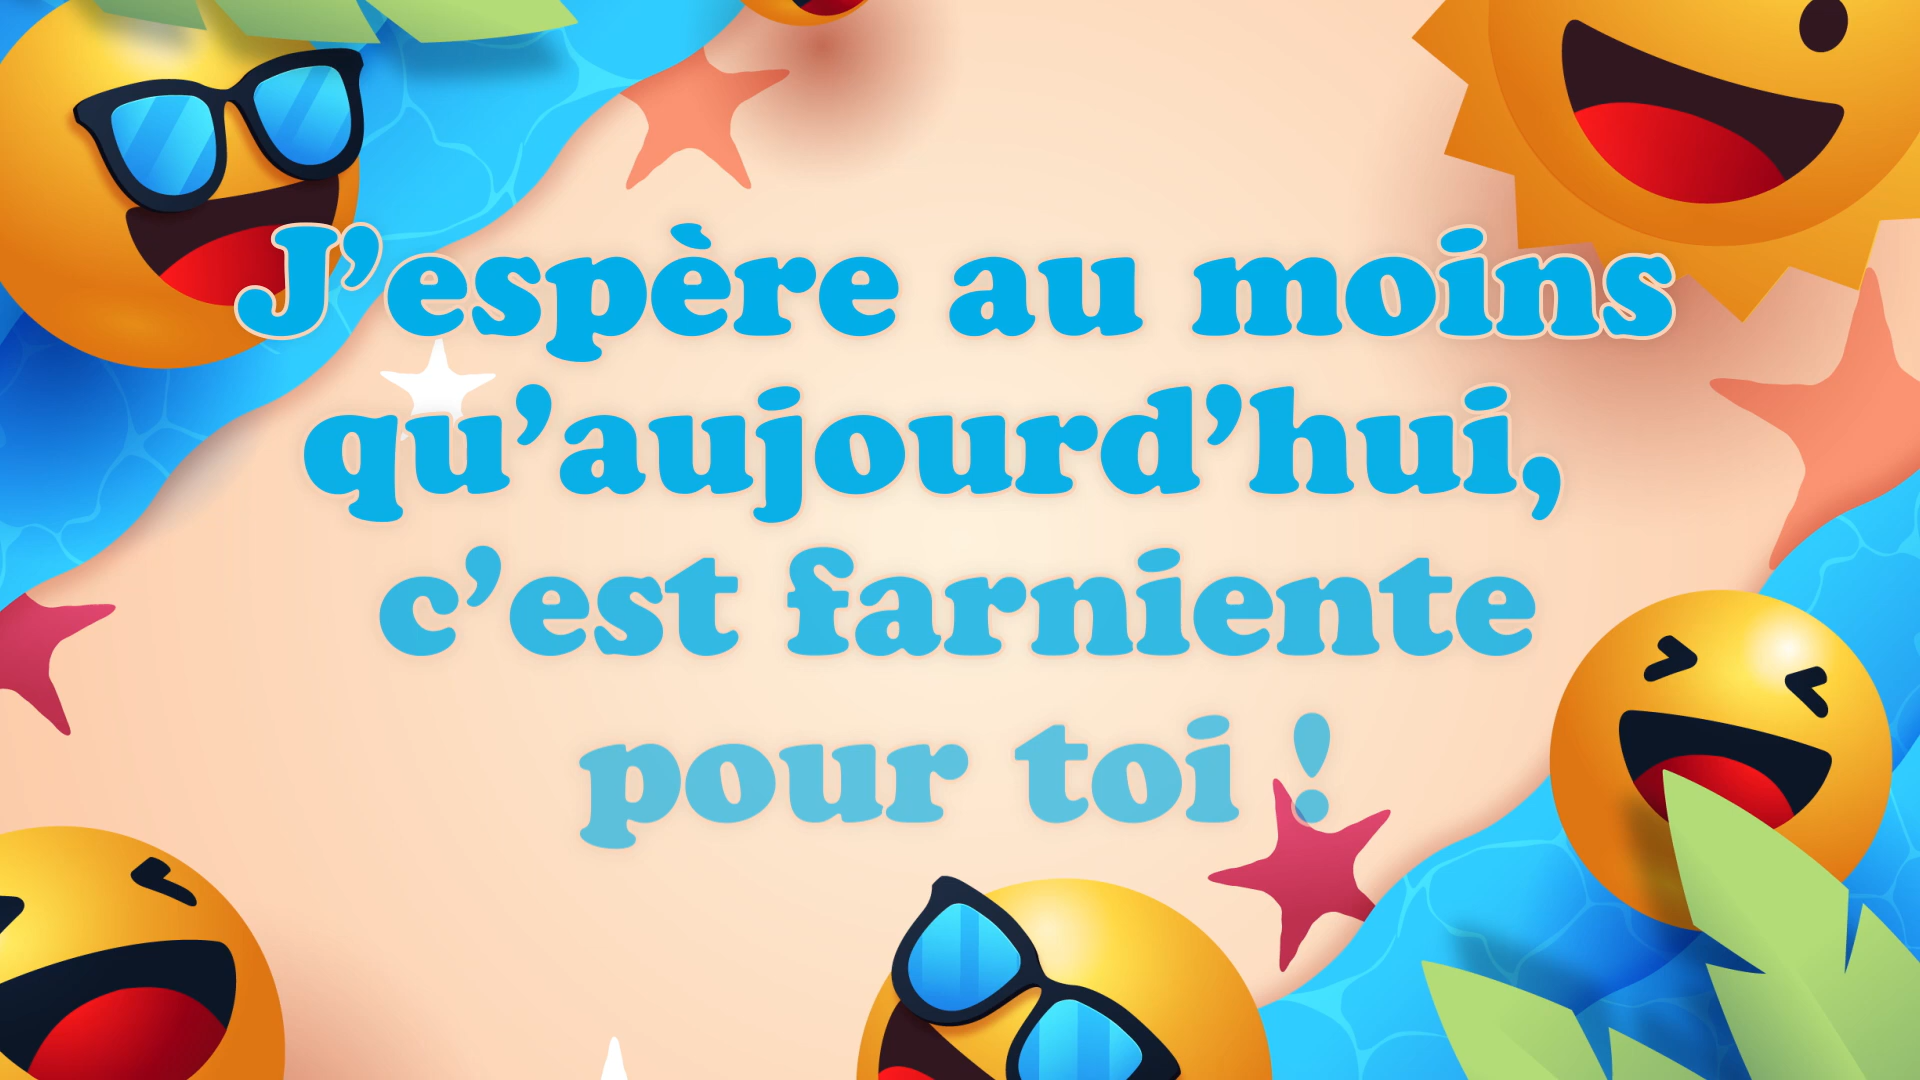 J’espère au moins
qu’aujourd’hui,
c’est farniente
pour toi !